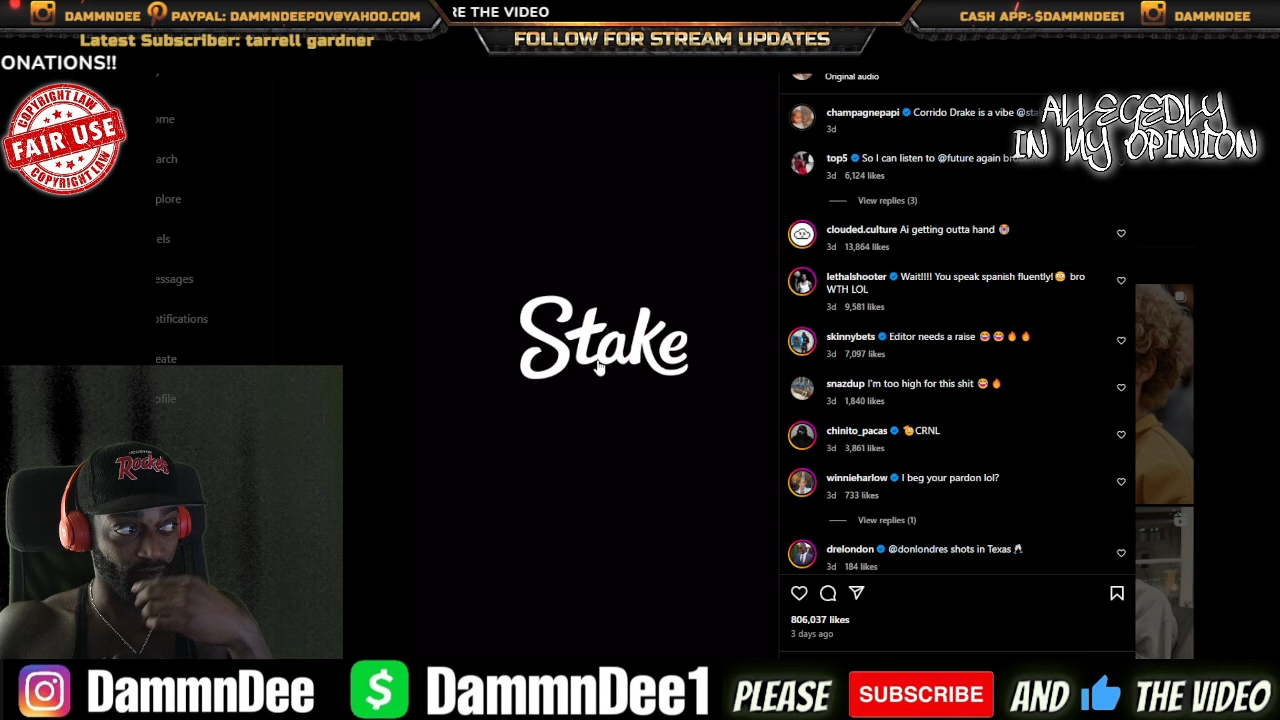 DAMMNDEE PAYPAL: DAMMNDEEPOV@YAHOO.COM
RE THE VIDEO
CASH APP:$DAMMNDEE1 DAMMNDEE
Latest Subscriber: tarrell gardner
FOLLOW FOR STREAM UPDATES
ONATIONS!!
COPYRIGHT LAW
FAIR USE
COPYRIGHT LAW
ome
arch
plore
els
essages
otifications
eate
ofile
Stake
Original audio
champagnepapi Corrido Drake is a vibe
3d
ALLEGEDLY
IN MY OPINION
top5 So I can listen to @future again
3d 6,124 likes
View replies (3)
clouded.culture Ai getting outta hand
3d 13,864 likes
lethalshooter Wait!!!! You speak spanish fluently!😳 bro
WTH LOL
3d 9,581 likes
skinnybets Editor needs a raise 😂😂🔥🔥
3d 7,097 likes
snazdup I'm too high for this shit 😂🔥
3d 1,840 likes
chinito_pacas CRNL
3d 3,861 likes
winnieharlow I beg your pardon lol?
3d 733 likes
View replies (1)
drelondon @donlondres shots in Texas
3d 184 likes
806,037 likes
3 days ago
ROCKETS
DammnDee
$
DammnDee1
PLEASE
SUBSCRIBE
AND
THE VIDEO